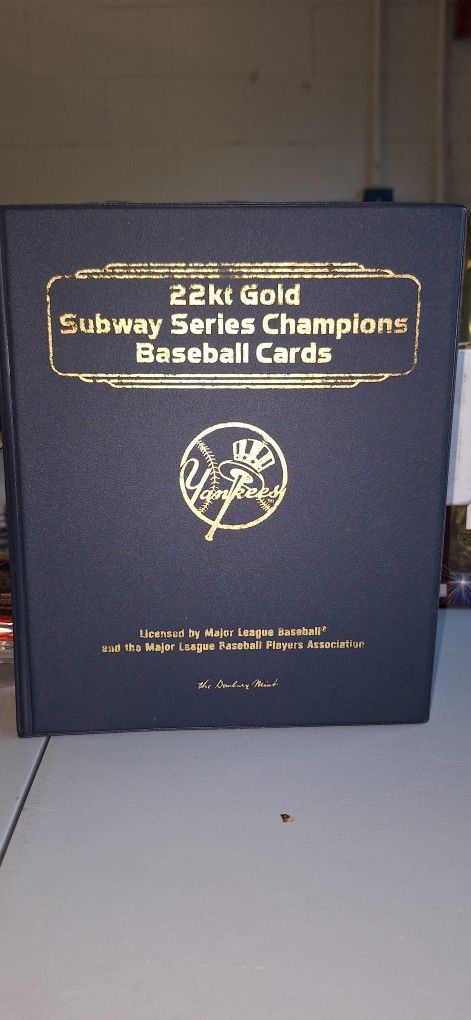 22kt Gold
Subway Series Champions
Baseball Cards
Yankees
Licensed by Major League Baseball®
and the Major League Baseball Players Association
The Danbury Mint